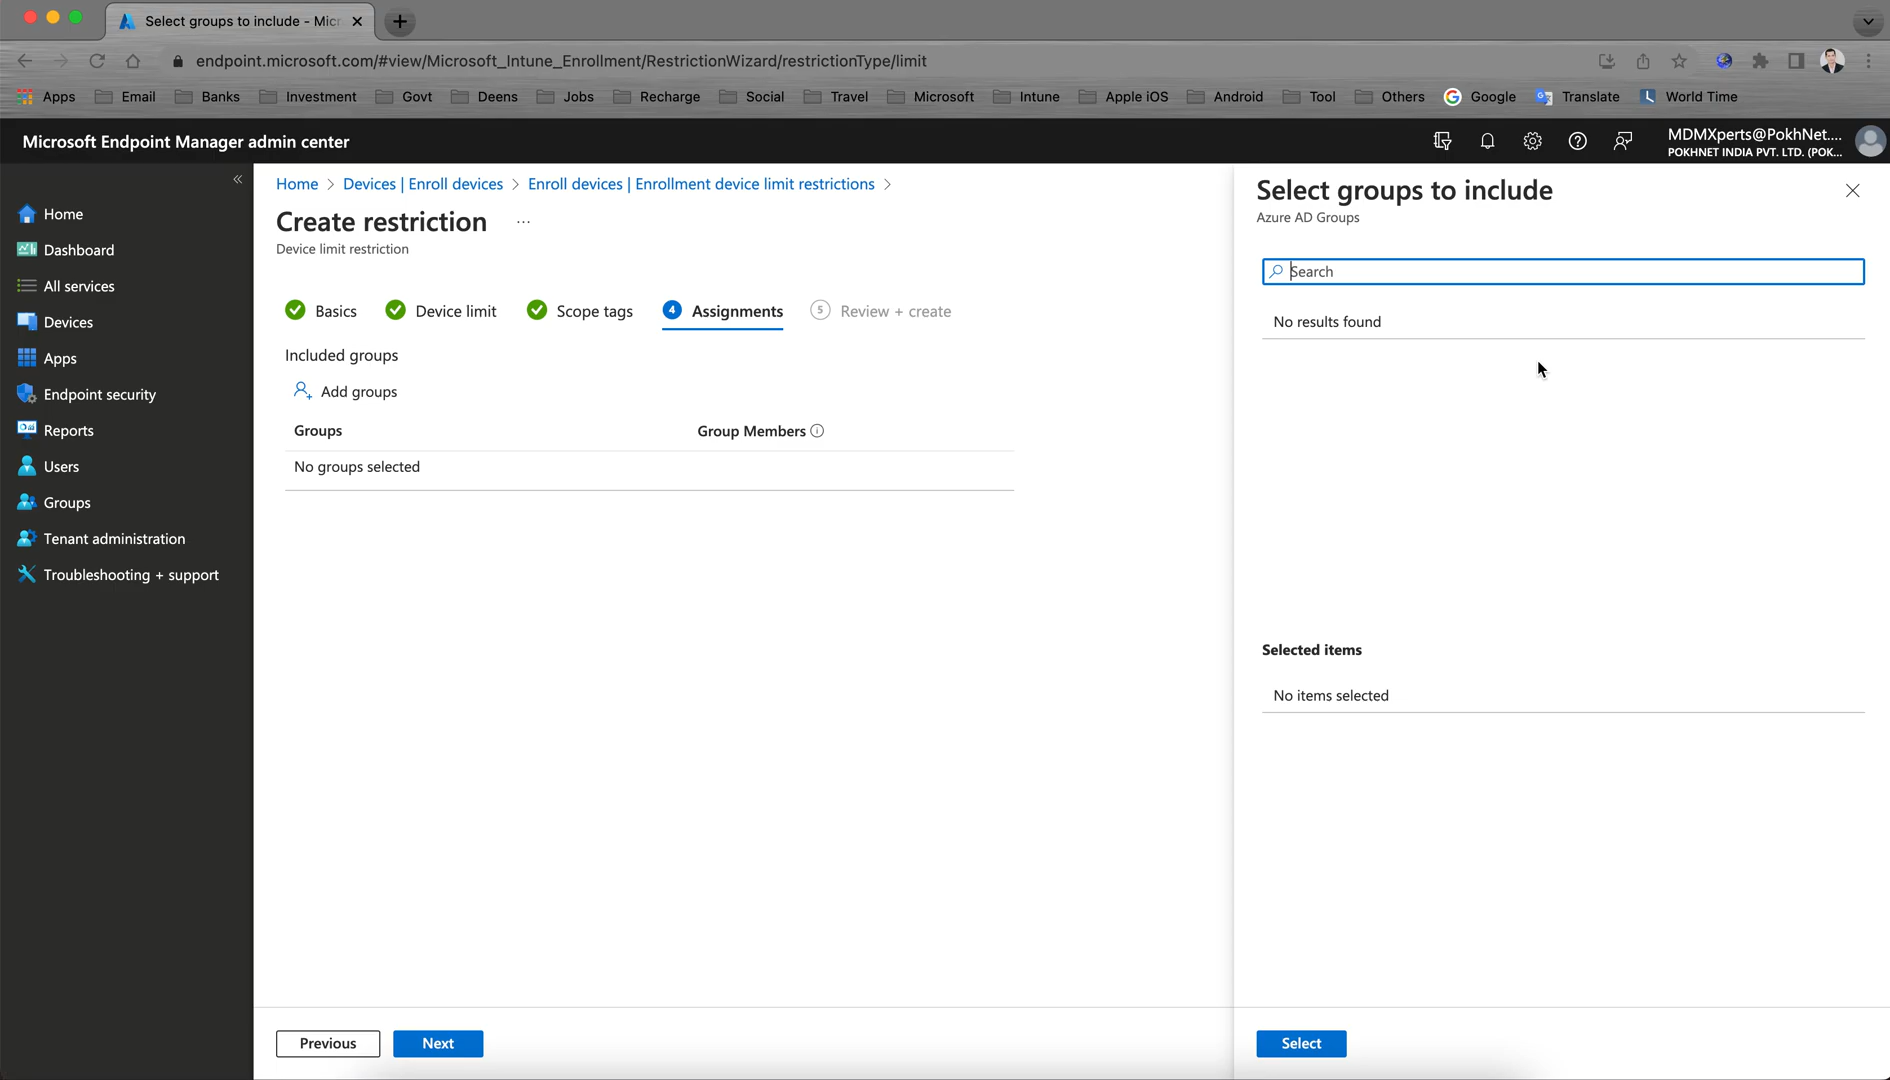 Select groups to include - Micr
endpoint.microsoft.com/#view/Microsoft_Intune_Enrollment/RestrictionWizard/restrictionType/limit
Apps Email Banks Investment Govt Deens Jobs Recharge Social Travel Microsoft Intune Apple iOS Android Tool Others Google Translate World Time
Microsoft Endpoint Manager admin center
MDMXperts@PokhNet....
POKHNET INDIA PVT. LTD. (POK...
Home
Dashboard
All services
Devices
Apps
Endpoint security
Reports
Users
Groups
Tenant administration
Troubleshooting + support
Home > Devices | Enroll devices > Enroll devices | Enrollment device limit restrictions >
Create restriction ...
Device limit restriction
Basics Device limit Scope tags 4 Assignments 5 Review + create
Included groups
Add groups
Groups Group Members
No groups selected
Previous Next
Select groups to include
Azure AD Groups
Search
No results found
Selected items
No items selected
Select